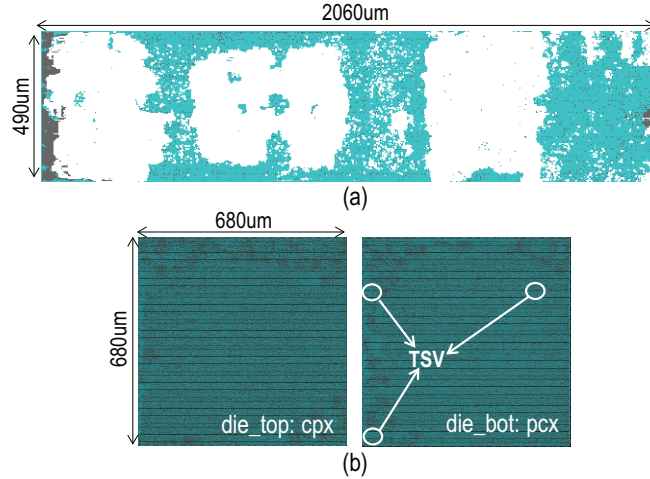 2060um
490um
(a)
680um
680um
TSV
die_top: cpx
die_bot: pcx
(b)